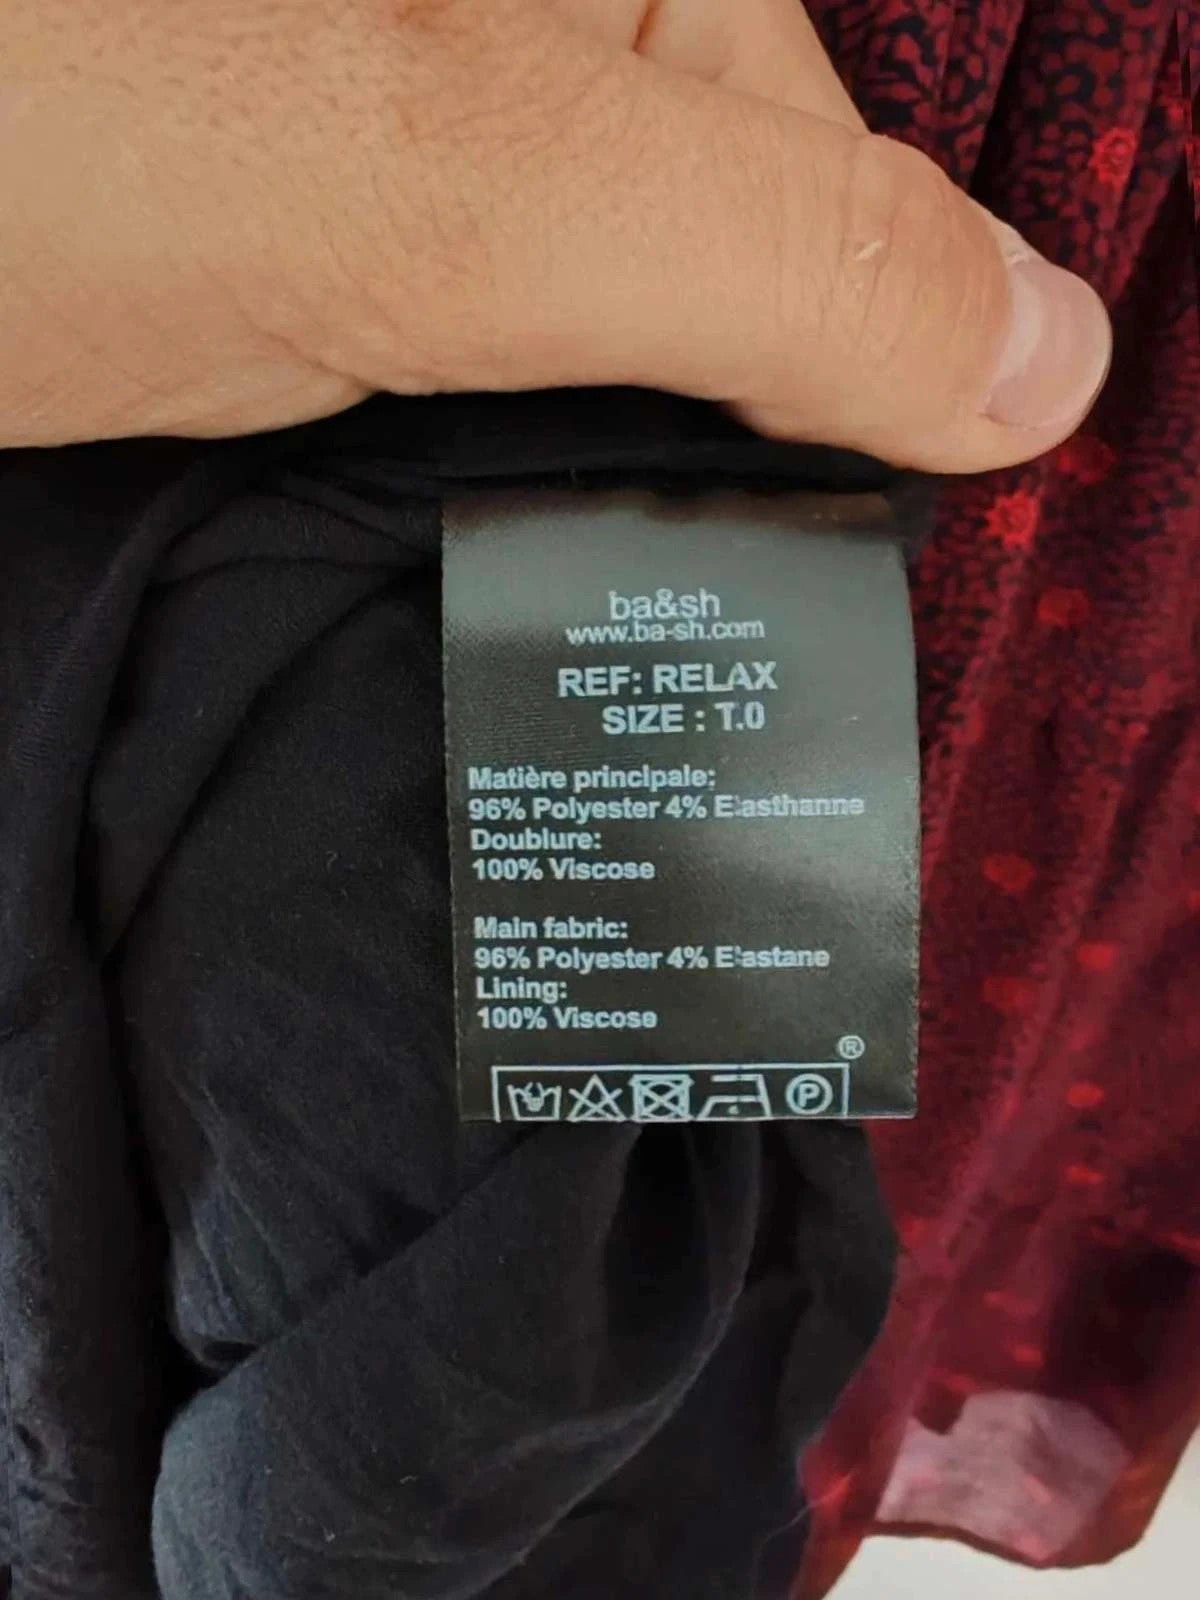 ba&sh
www.ba-sh.com
REF: RELAX
SIZE : T.0
Matière principale:
96% Polyester 4% Elasthanne
Doublure:
100% Viscose
Main fabric:
96% Polyester 4% Elastane
Lining:
100% Viscose
®
P